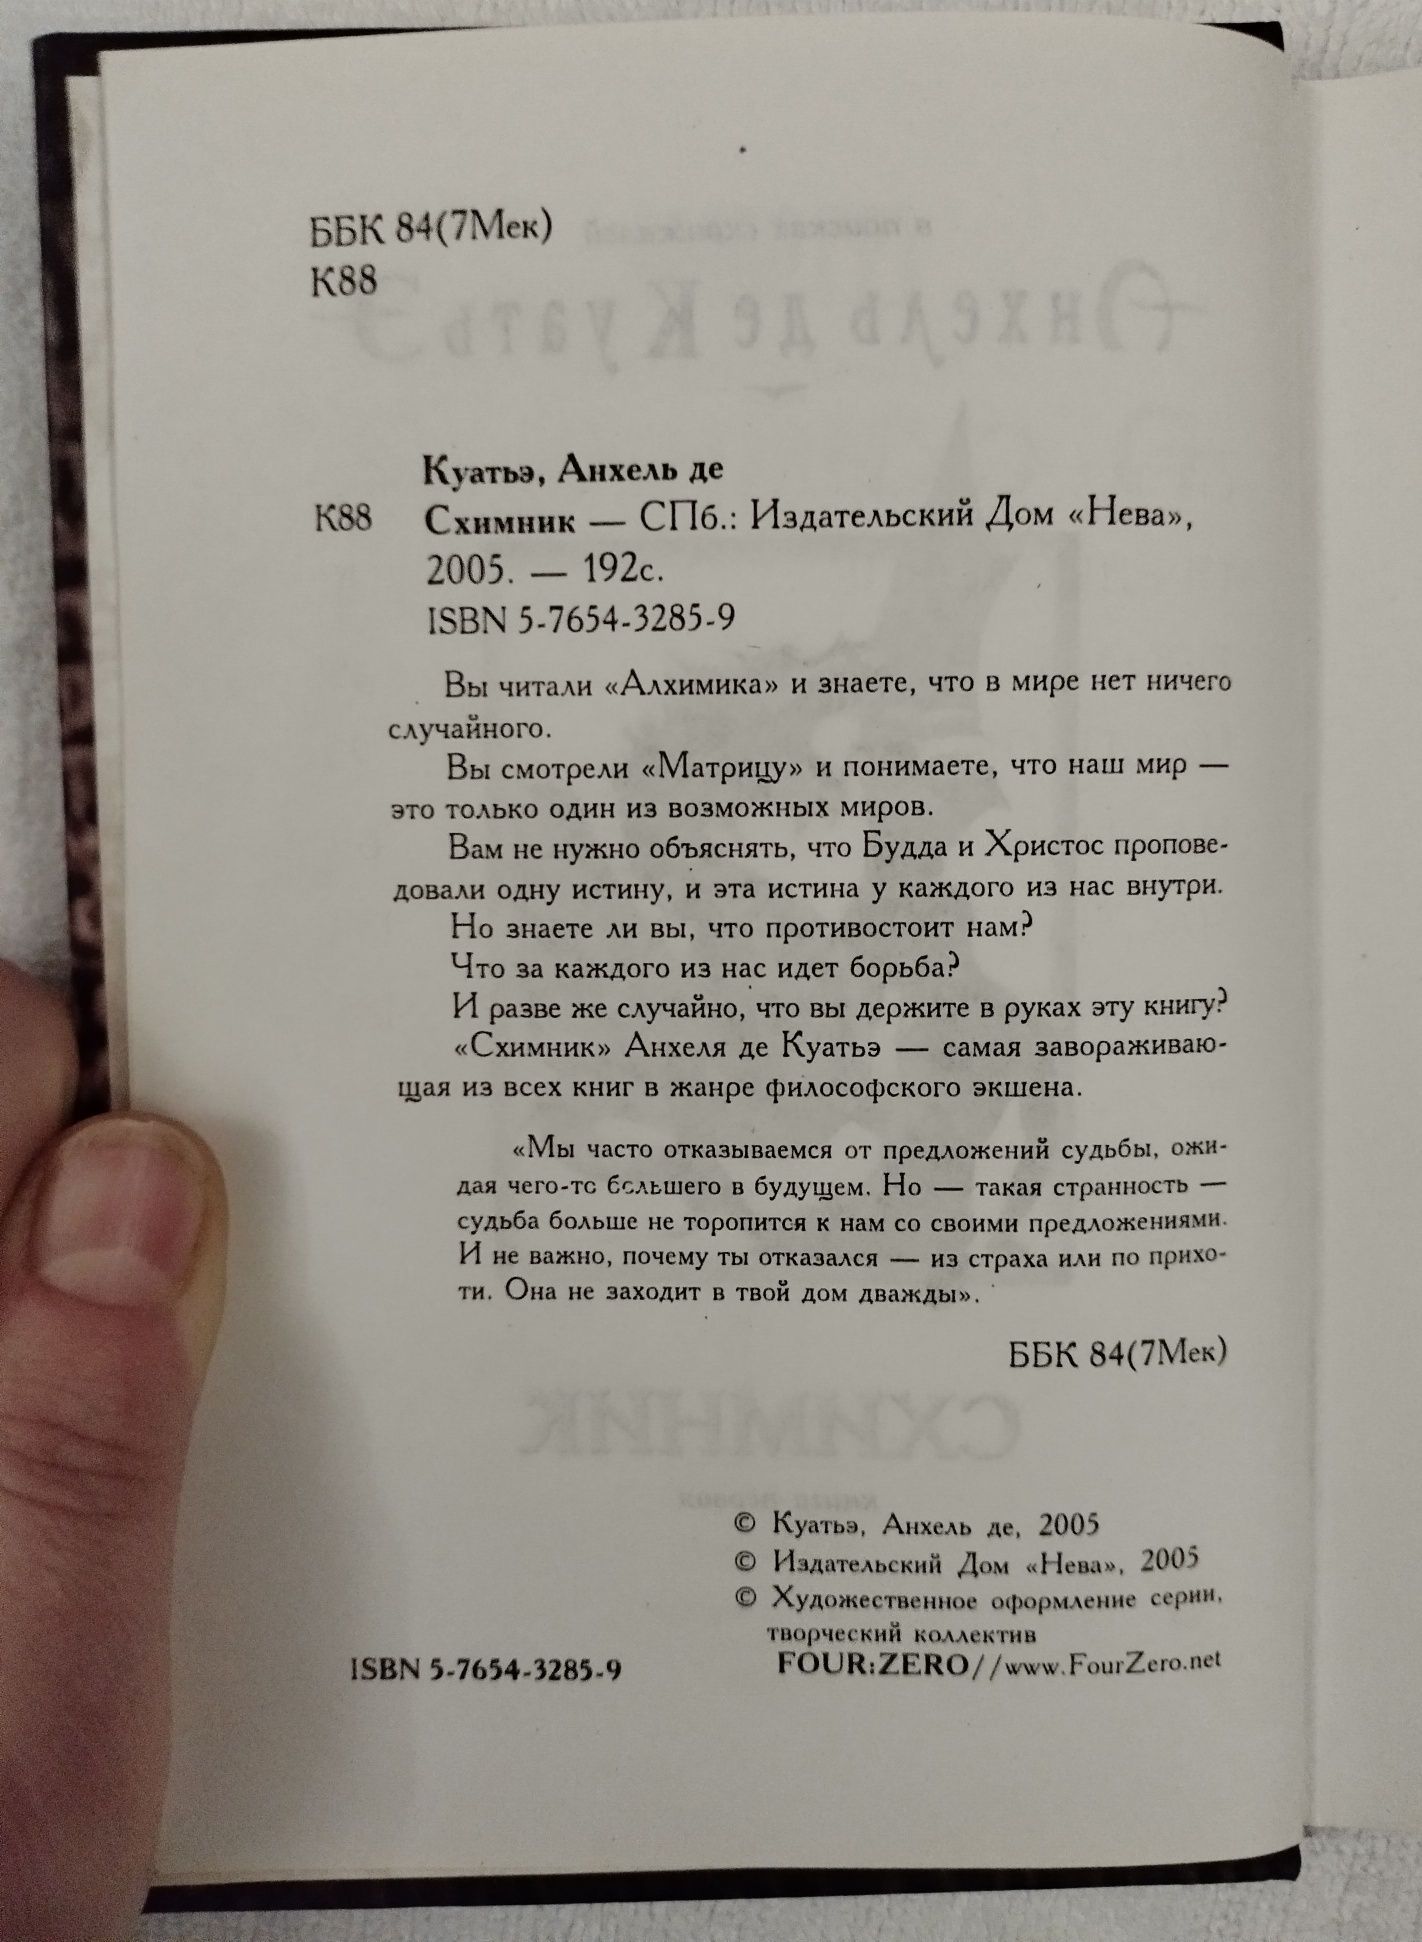 ББК 84(7Мек)
К88
Куатьэ, Анхель де
К88 Схимник — СПб.: Издательский Дом «Нева»,
2005. — 192с.
ISBN 5-7654-3285-9
Вы читали «Алхимика» и знаете, что в мире нет ничего
случайного.
Вы смотрели «Матрицу» и понимаете, что наш мир —
это только один из возможных миров.
Вам не нужно объяснять, что Будда и Христос пропове-
довали одну истину, и эта истина у каждого из нас внутри.
Но знаете ли вы, что противостоит нам?
Что за каждого из нас идет борьба?
И разве же случайно, что вы держите в руках эту книгу?
«Схимник» Анхеля де Куатьэ — самая завораживаю-
щая из всех книг в жанре философского экшена.
«Мы часто отказываемся от предложений судьбы, ожи-
дая чего-то большего в будущем. Но — такая странность —
судьба больше не торопится к нам со своими предложениями.
И не важно, почему ты отказался — из страха или по прихо-
ти. Она не заходит в твой дом дважды».
ББК 84(7Мек)
© Куатьэ, Анхель де, 2005
© Издательский Дом «Нева», 2005
© Художественное оформление серии,
творческий коллектив
ISBN 5-7654-3285-9 FOUR:ZERO//www.FourZero.net